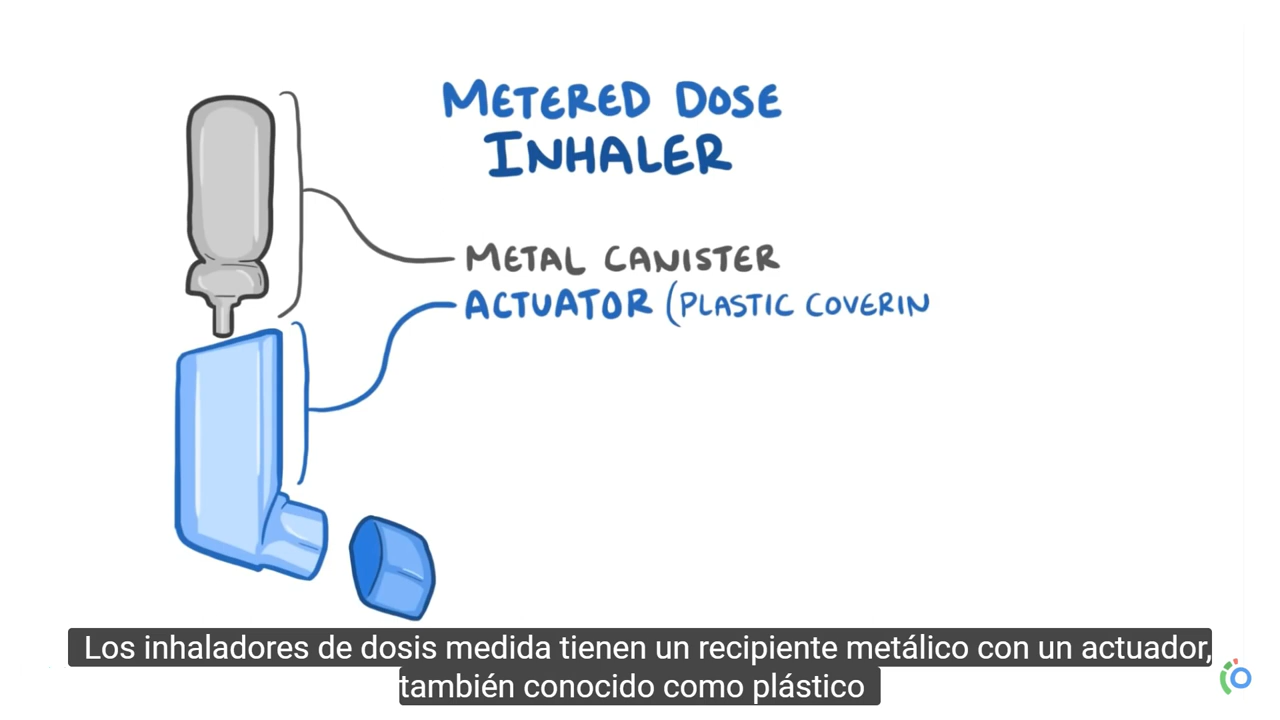 METERED DOSE
INHALER
METAL CANISTER
ACTUATOR (PLASTIC COVERIN
Los inhaladores de dosis medida tienen un recipiente metálico con un actuador,
también conocido como plástico